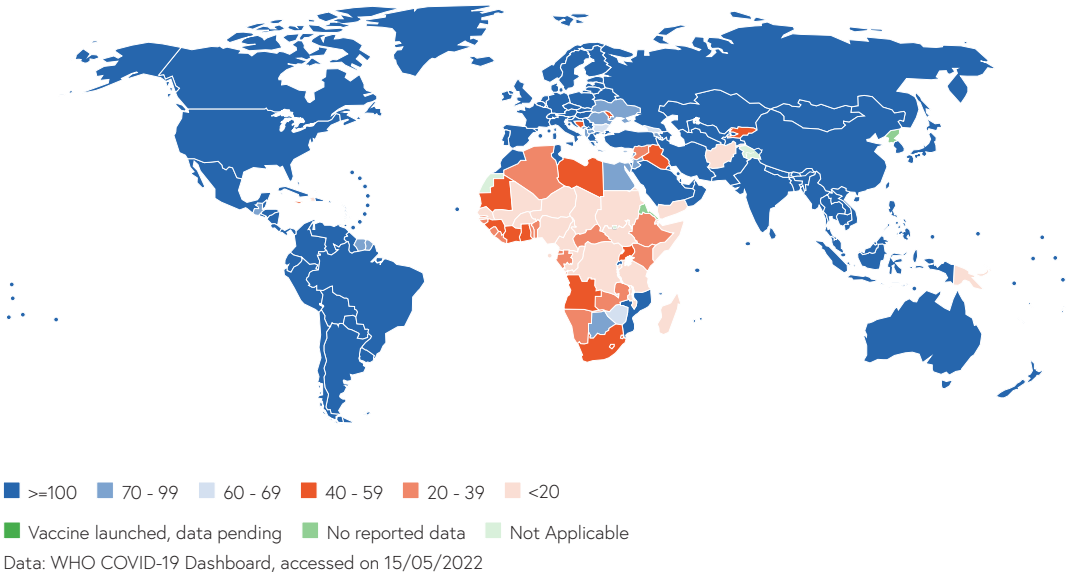 >=100 70 - 99 60 - 69 40 - 59 20 - 39 <20
Vaccine launched, data pending No reported data Not Applicable
Data: WHO COVID-19 Dashboard, accessed on 15/05/2022